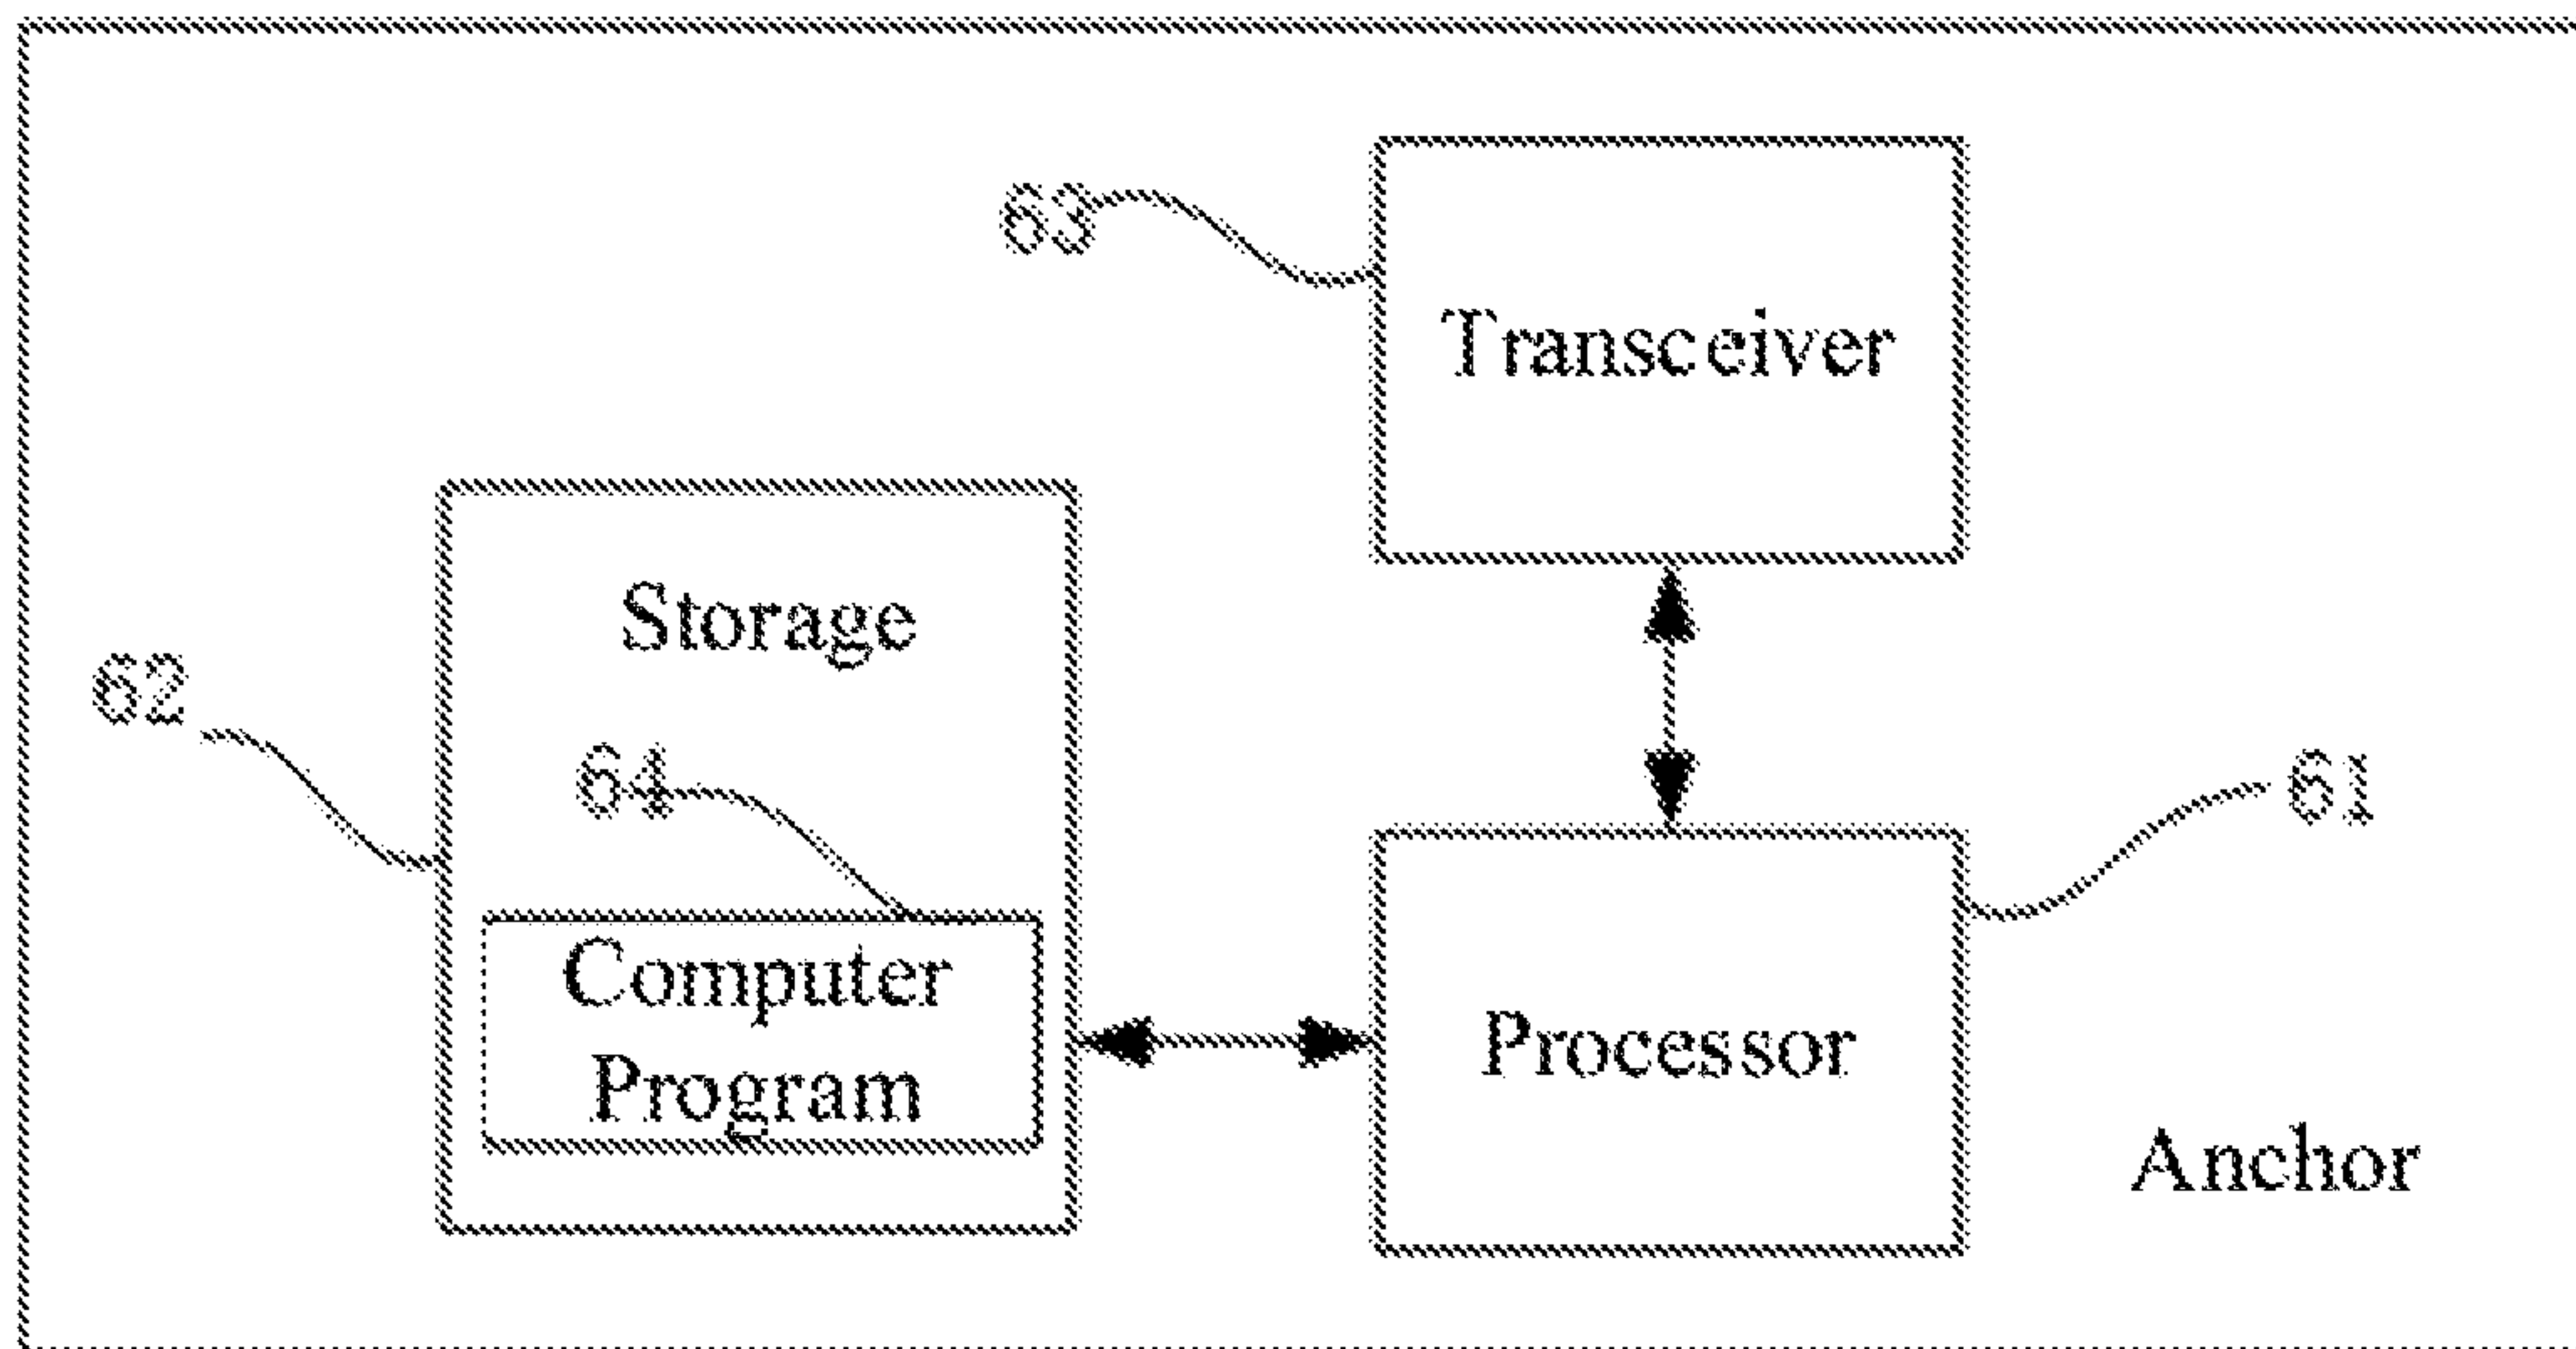 63
Transceiver
Storage
62
64
61
Computer
Program
Processor
Anchor